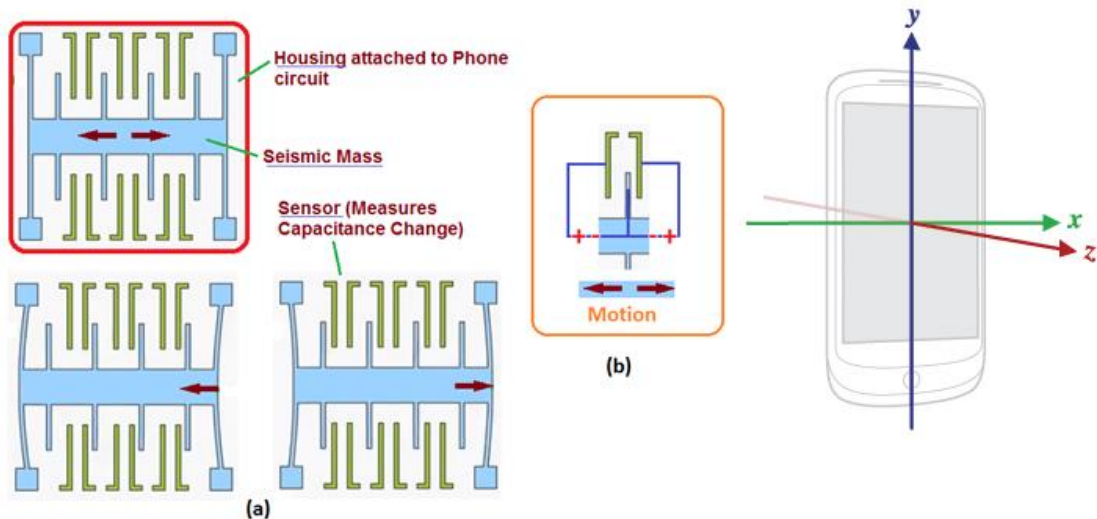 Housing attached to Phone
circuit
Seismic Mass
Sensor (Measures
Capacitance Change)
(a)
+
+
Motion
(b)
y
x
z